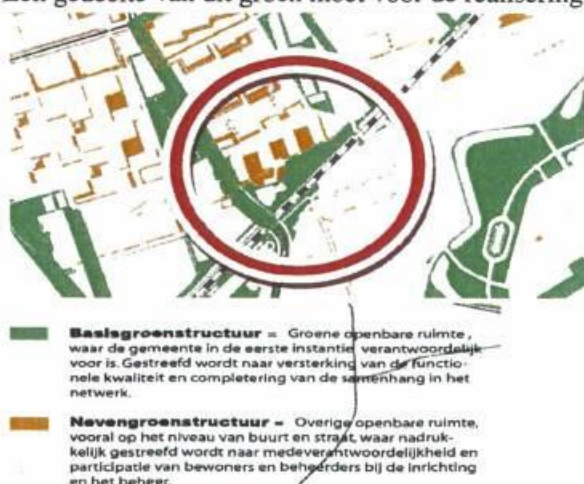 Een gedeelte van dit groen moet voor de realisering
Basisgroenstructuur = Groene openbare ruimte,
waar de gemeente in de eerste instantie verantwoordelijk
voor is. Gestreefd wordt naar versterking van de functio-
nele kwaliteit en completering van de samenhang in het
netwerk.
Nevengroenstructuur = Overige openbare ruimte,
vooral op het niveau van buurt en straat, waar nadruk-
kelijk gestreefd wordt naar medeverantwoordelijkheid en
participatie van bewoners en beheerders bij de inrichting
en het beheer.